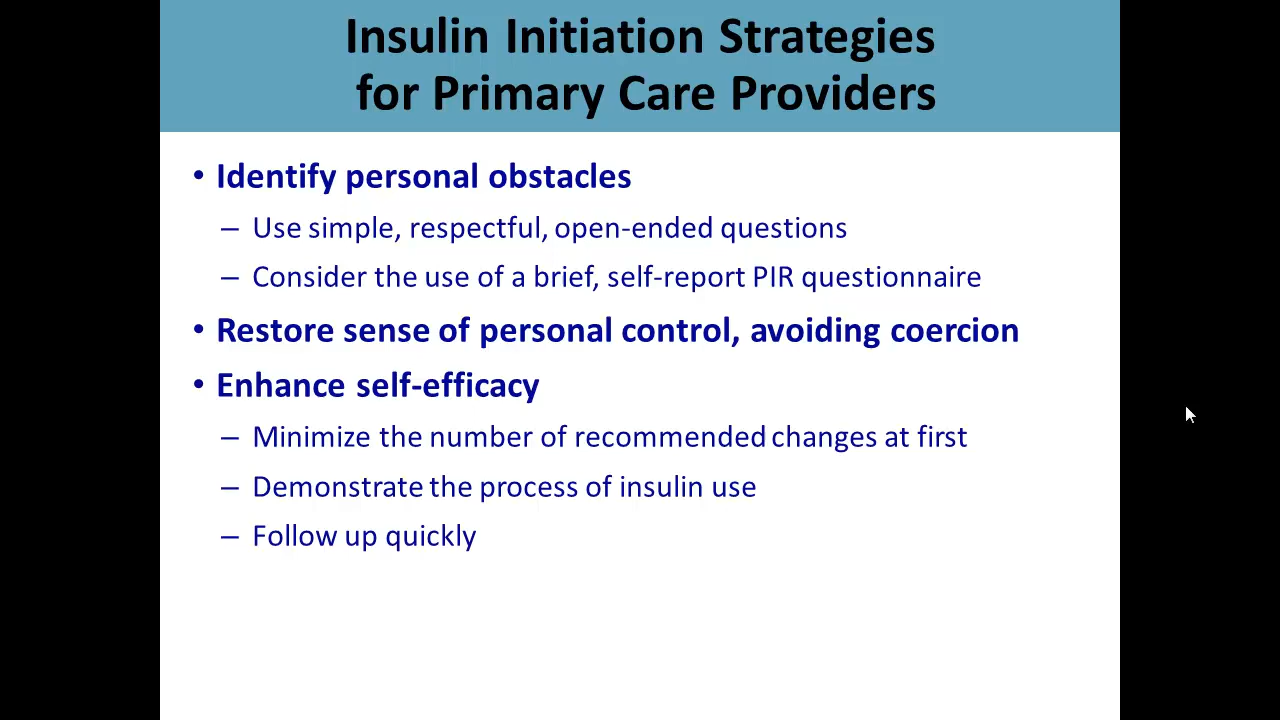 Insulin Initiation Strategies
for Primary Care Providers
• Identify personal obstacles
– Use simple, respectful, open-ended questions
– Consider the use of a brief, self-report PIR questionnaire
• Restore sense of personal control, avoiding coercion
• Enhance self-efficacy
– Minimize the number of recommended changes at first
– Demonstrate the process of insulin use
– Follow up quickly